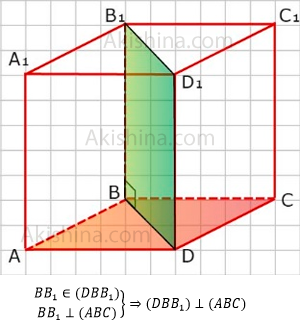 B₁
C₁
Akishina.com
A₁
D₁
Akishina.com
B
C
A
D
BB₁ ∈ (DBB₁)
BB₁ ⊥ (ABC)
} ⇒ (DBB₁) ⊥ (ABC)